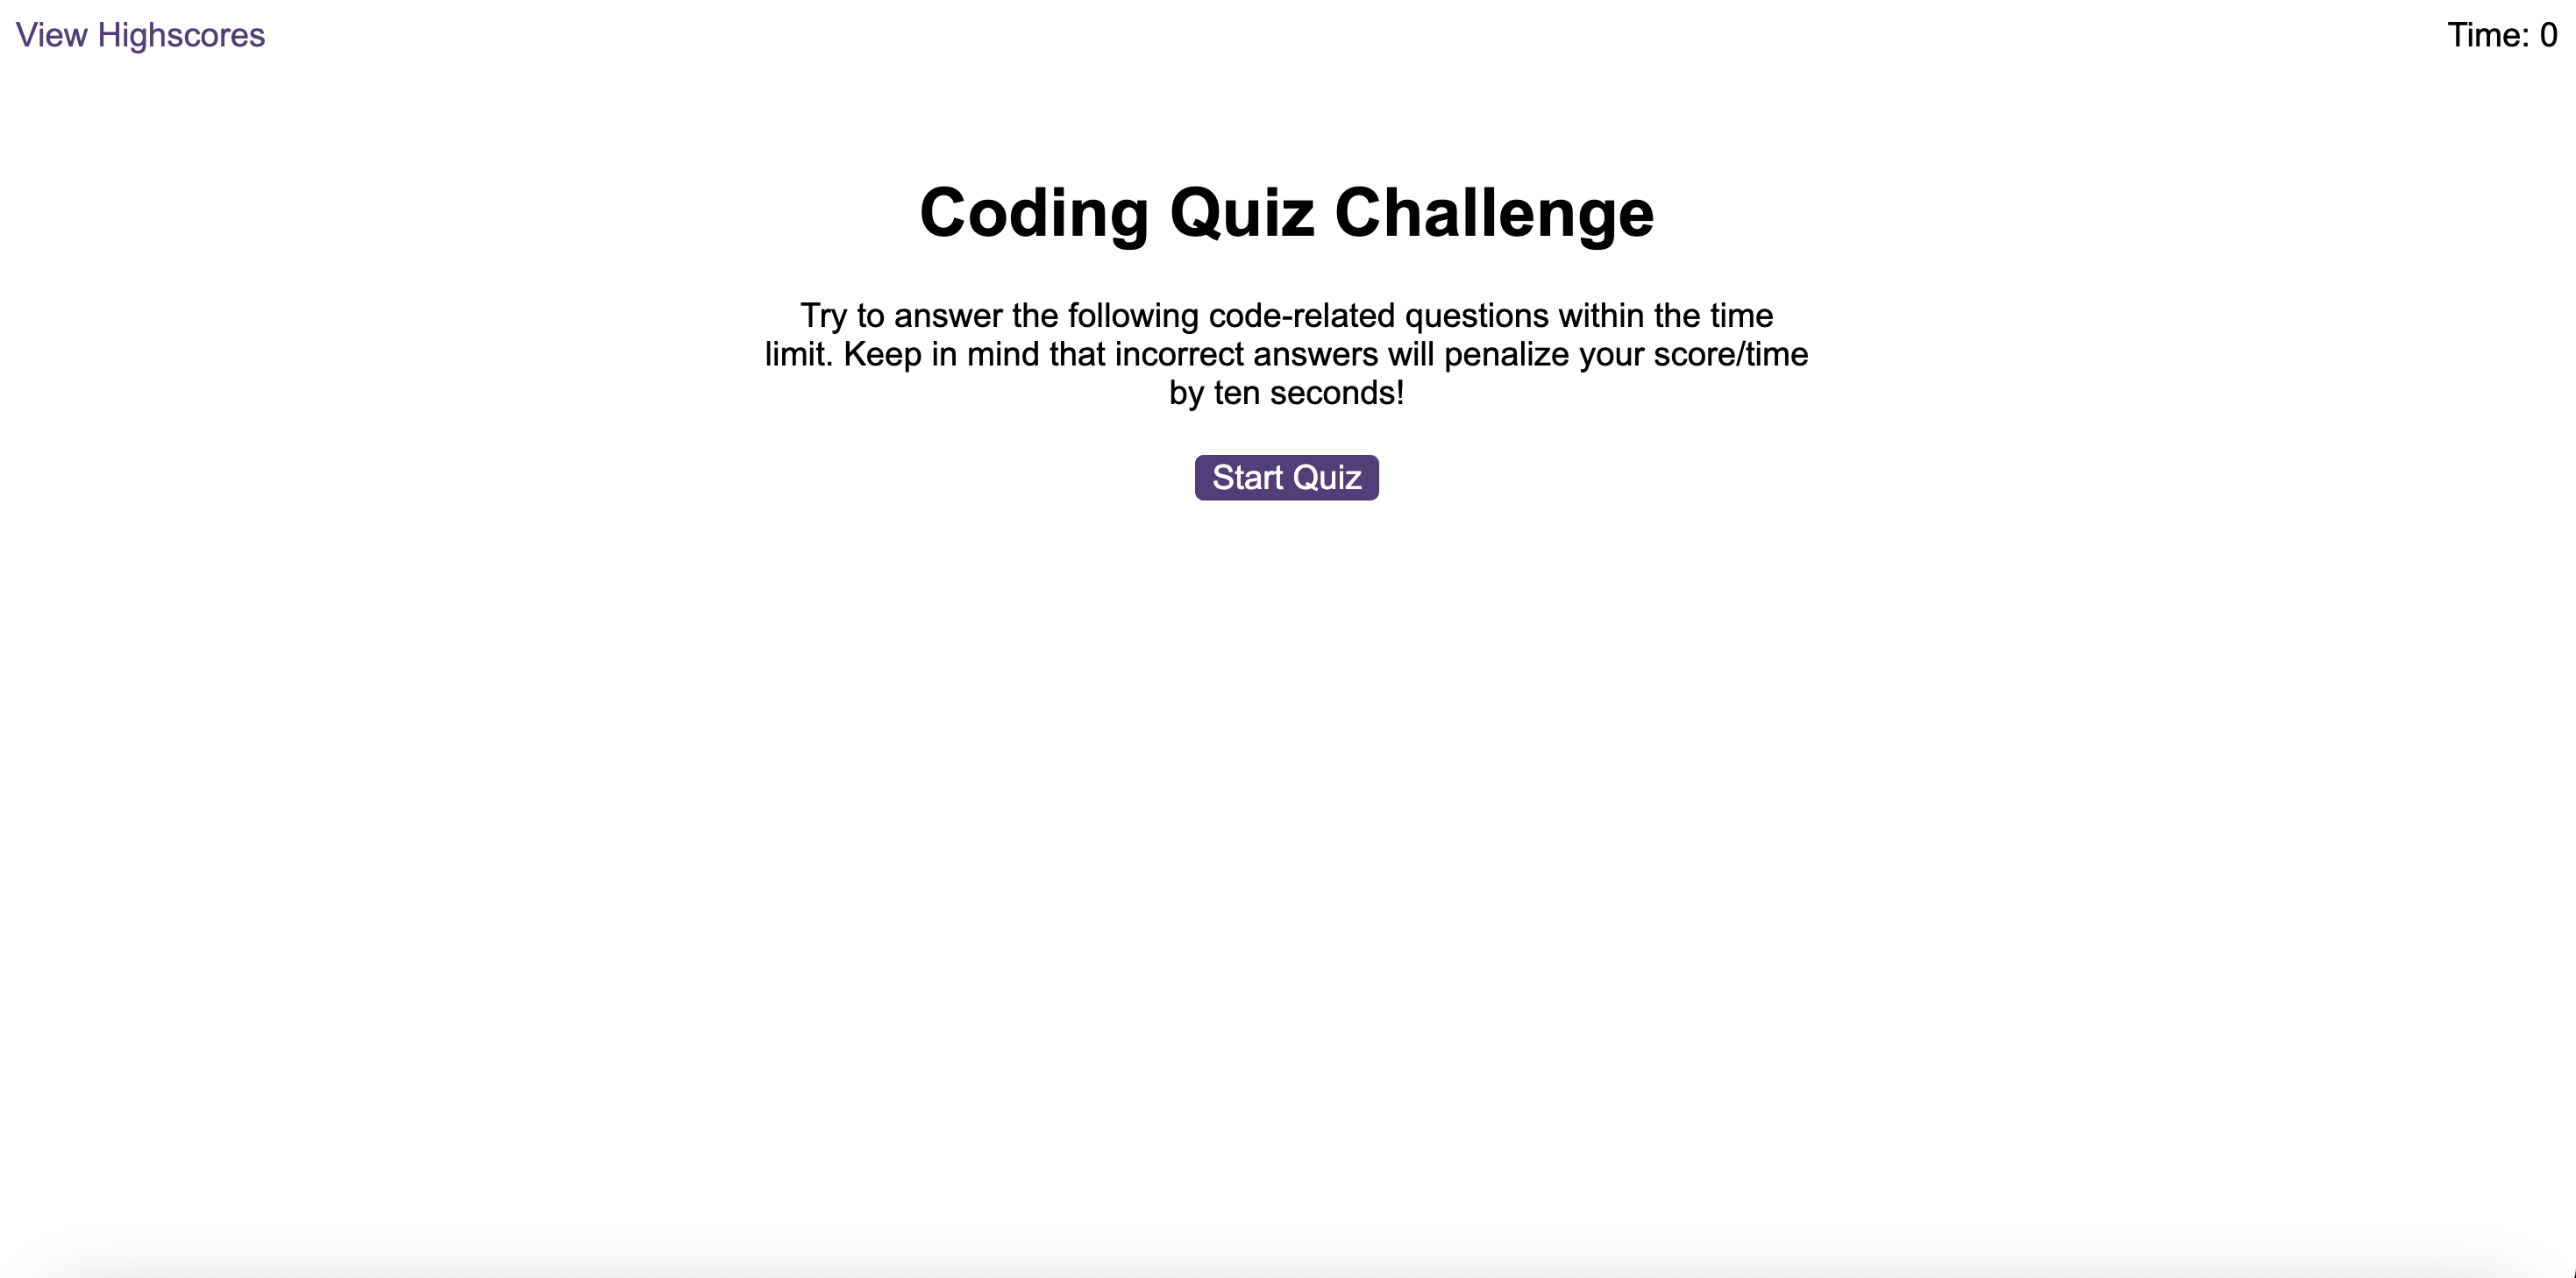 View Highscores
Time: 0
Coding Quiz Challenge
Try to answer the following code-related questions within the time
limit. Keep in mind that incorrect answers will penalize your score/time
by ten seconds!
Start Quiz